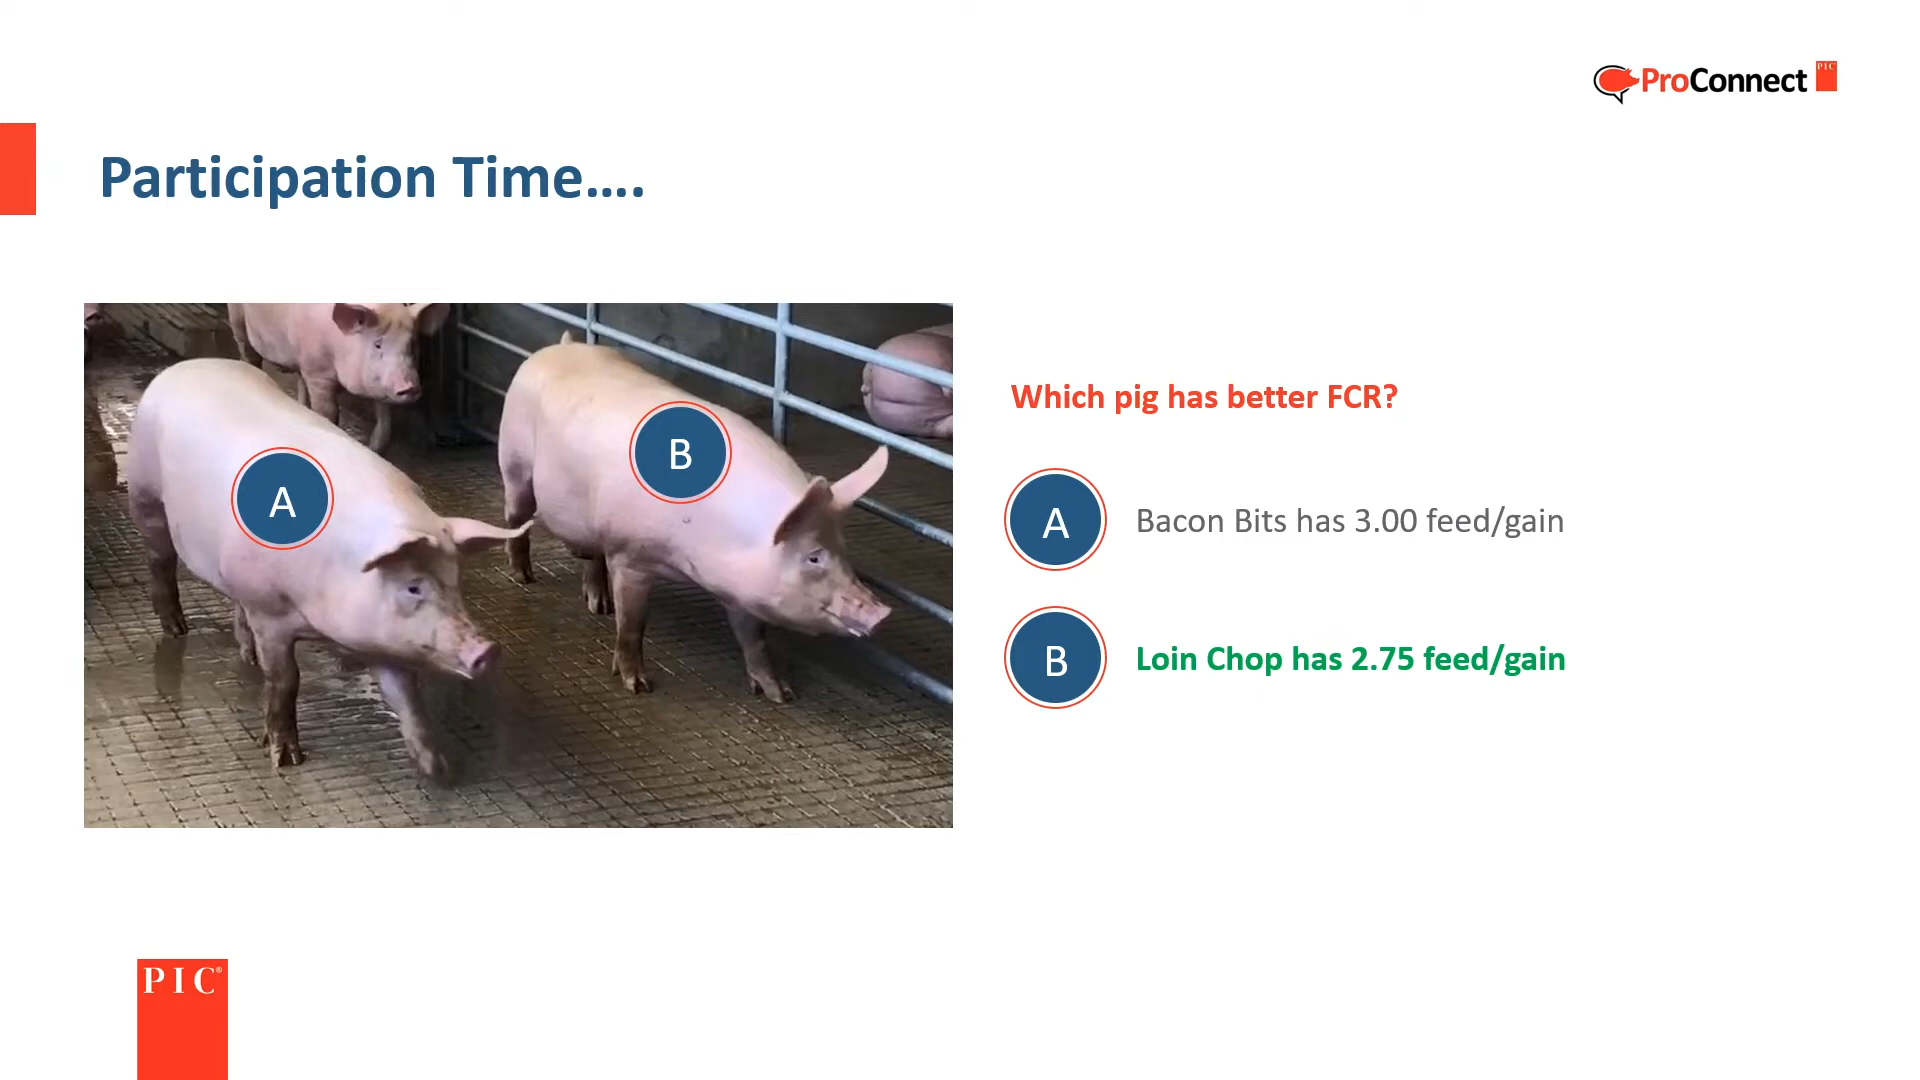 ProConnect PIC
Participation Time....
A
B
Which pig has better FCR?
A Bacon Bits has 3.00 feed/gain
B Loin Chop has 2.75 feed/gain
PIC®